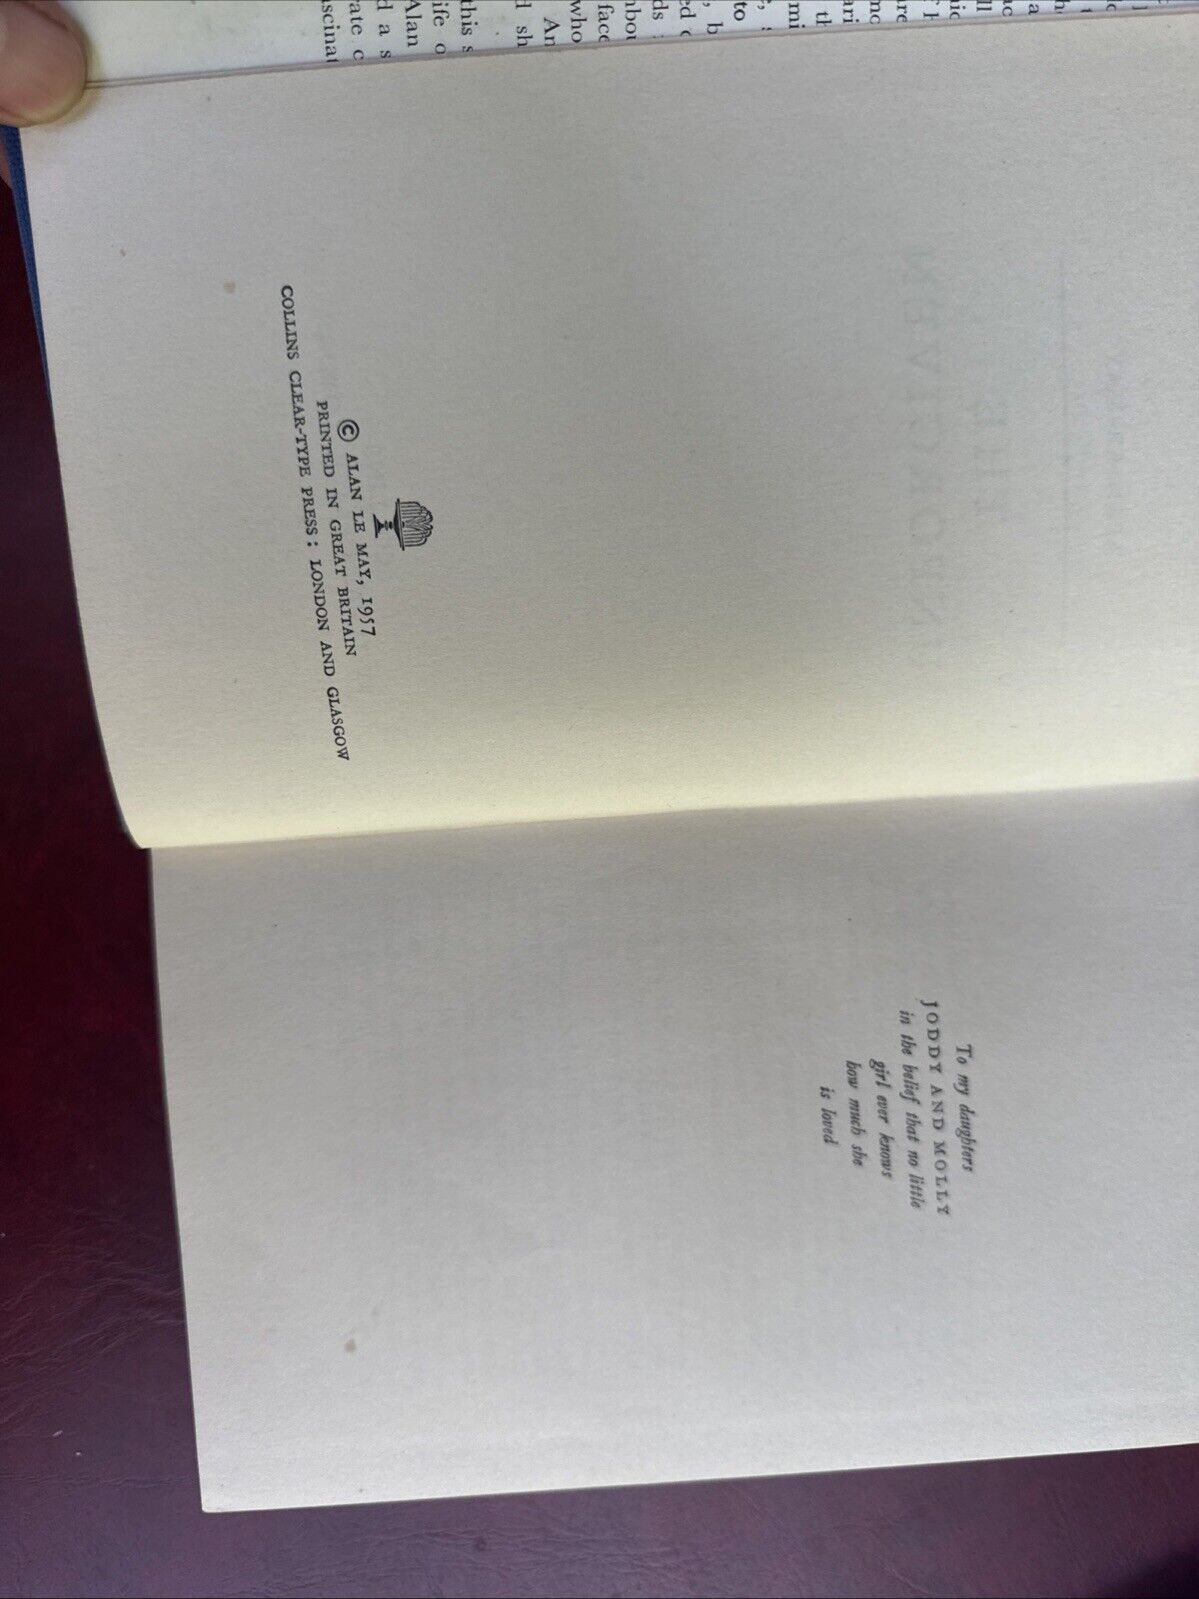 © ALAN LE MAY, 1957
PRINTED IN GREAT BRITAIN
COLLINS CLEAR-TYPE PRESS: LONDON AND GLASGOW
To my daughters
JODDY AND MOLLY
in the belief that no little
girl ever knows
how much she
is loved